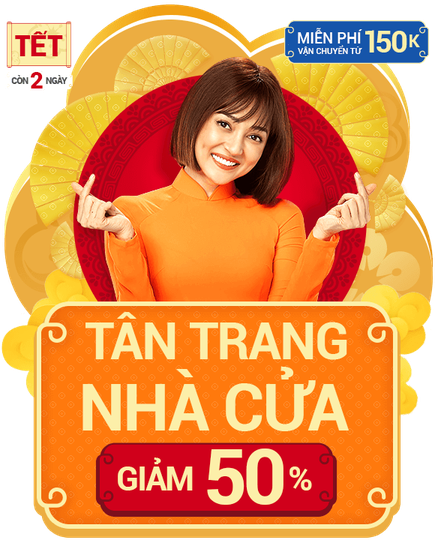 TẾT
CÒN 2 NGÀY
MIỄN PHÍ
VẬN CHUYỂN TỪ 150K
TÂN TRANG
NHÀ CỬA
GIẢM 50%